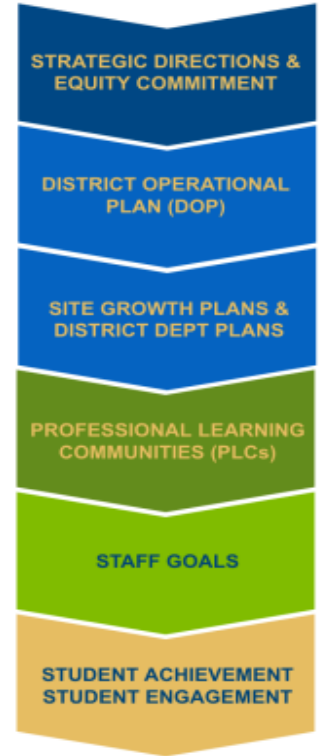 STRATEGIC DIRECTIONS &
EQUITY COMMITMENT
DISTRICT OPERATIONAL
PLAN (DOP)
SITE GROWTH PLANS &
DISTRICT DEPT PLANS
PROFESSIONAL LEARNING
COMMUNITIES (PLCs)
STAFF GOALS
STUDENT ACHIEVEMENT
STUDENT ENGAGEMENT